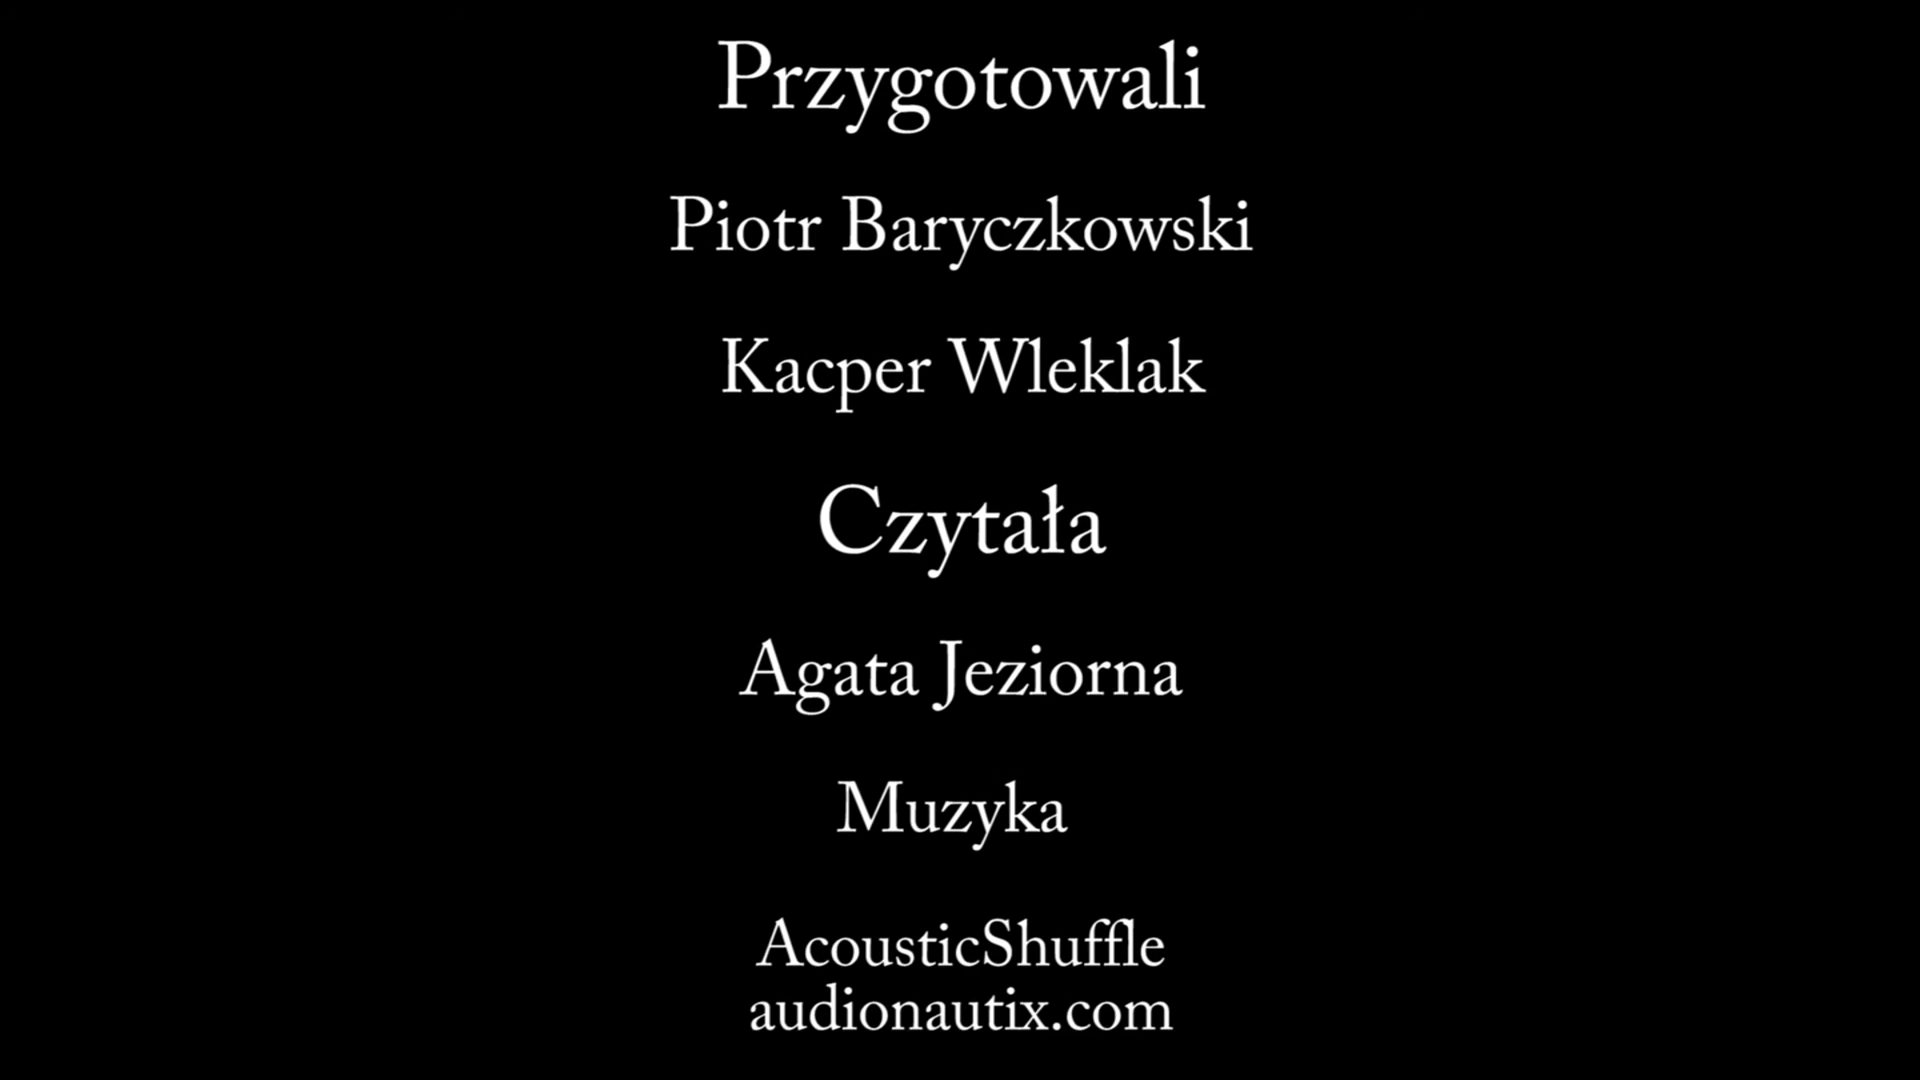 Przygotowali
Piotr Baryczkowski
Kacper Wleklak
Czytała
Agata Jeziorna
Muzyka
AcousticShuffle
audionautix.com